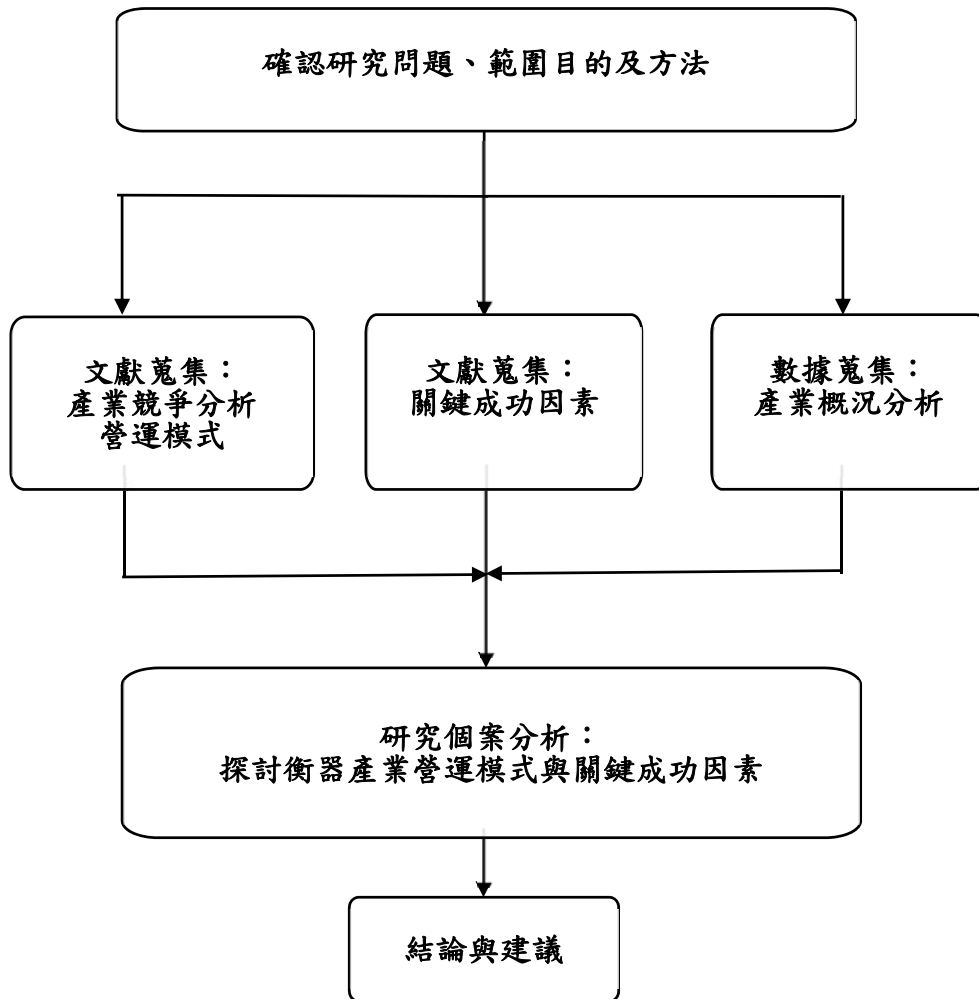 確認研究問題、範圍目的及方法
文獻蒐集：
產業競爭分析
營運模式
文獻蒐集：
關鍵成功因素
數據蒐集：
產業概況分析
研究個案分析：
探討衡器產業營運模式與關鍵成功因素
結論與建議